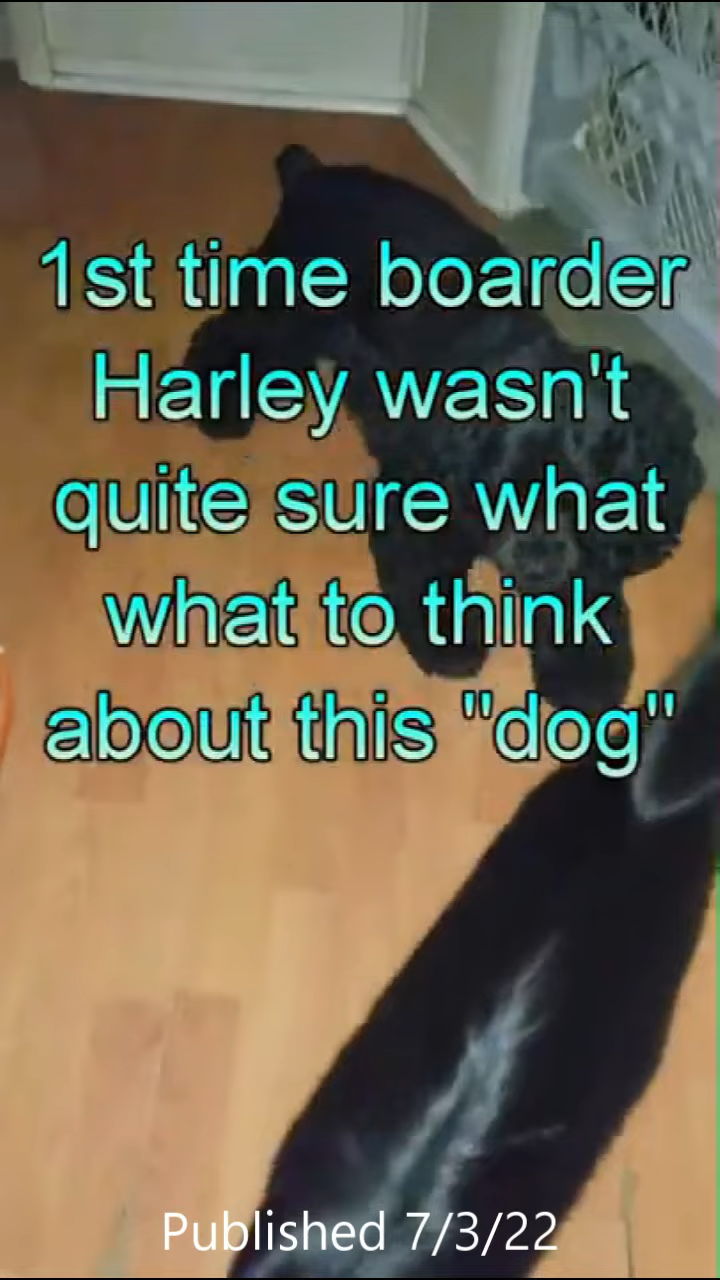 1st time boarder
Harley wasn't
quite sure what
what to think
about this "dog"
Published 7/3/22